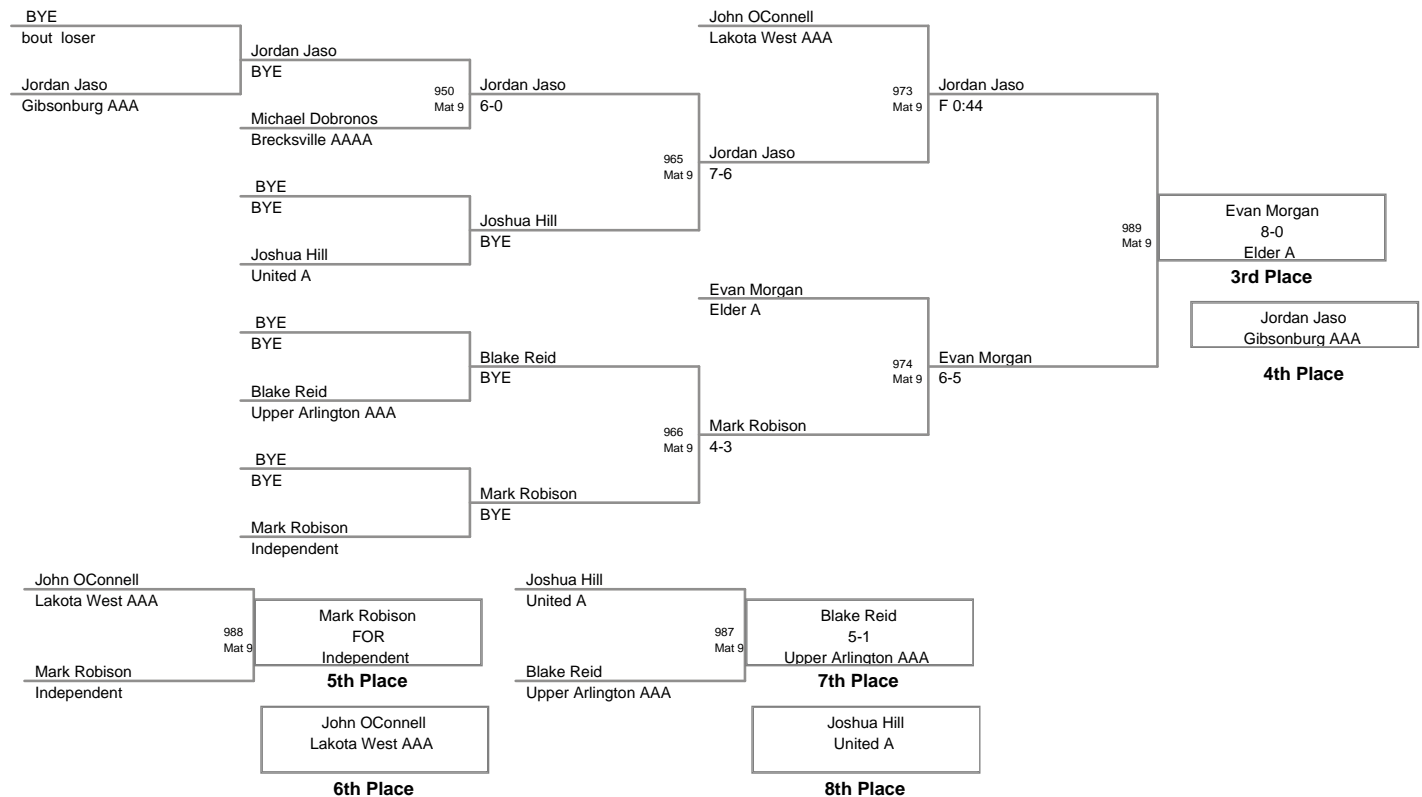 BYE
bout loser
Jordan Jaso
Gibsonburg AAA
Jordan Jaso
BYE
Michael Dobronos
Brecksville AAAA
950
Mat 9
Jordan Jaso
6-0
BYE
BYE
Joshua Hill
United A
Joshua Hill
BYE
965
Mat 9
Jordan Jaso
7-6
John OConnell
Lakota West AAA
973
Mat 9
Jordan Jaso
F 0:44
BYE
BYE
Blake Reid
Upper Arlington AAA
Blake Reid
BYE
BYE
BYE
Mark Robison
Independent
Mark Robison
BYE
966
Mat 9
Mark Robison
4-3
Evan Morgan
Elder A
974
Mat 9
Evan Morgan
6-5
989
Mat 9
Evan Morgan
8-0
Elder A
3rd Place
Jordan Jaso
Gibsonburg AAA
4th Place
John OConnell
Lakota West AAA
Mark Robison
Independent
988
Mat 9
Mark Robison
FOR
Independent
5th Place
John OConnell
Lakota West AAA
6th Place
Joshua Hill
United A
Blake Reid
Upper Arlington AAA
987
Mat 9
Blake Reid
5-1
Upper Arlington AAA
7th Place
Joshua Hill
United A
8th Place